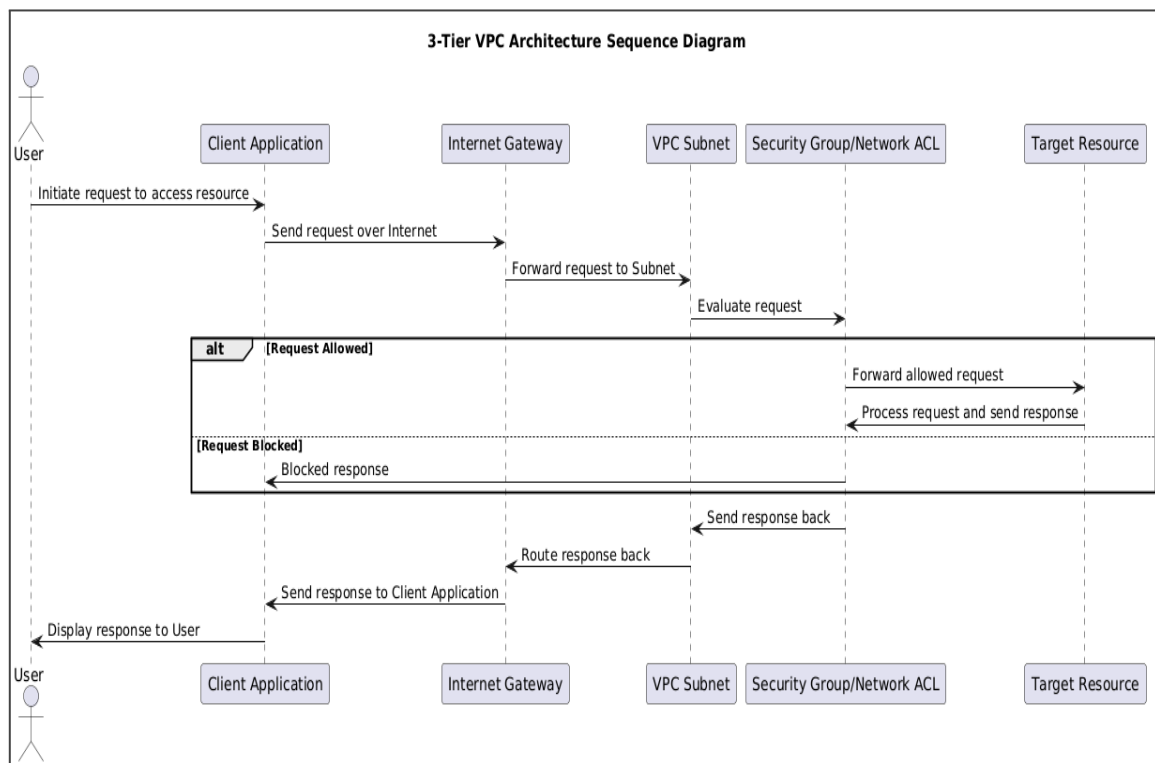 3-Tier VPC Architecture Sequence Diagram
User
Client Application
Internet Gateway
VPC Subnet
Security Group/Network ACL
Target Resource
Initiate request to access resource
Send request over Internet
Forward request to Subnet
Evaluate request
alt
[Request Allowed]
Forward allowed request
Process request and send response
[Request Blocked]
Blocked response
Send response back
Route response back
Send response to Client Application
Display response to User
User
Client Application
Internet Gateway
VPC Subnet
Security Group/Network ACL
Target Resource